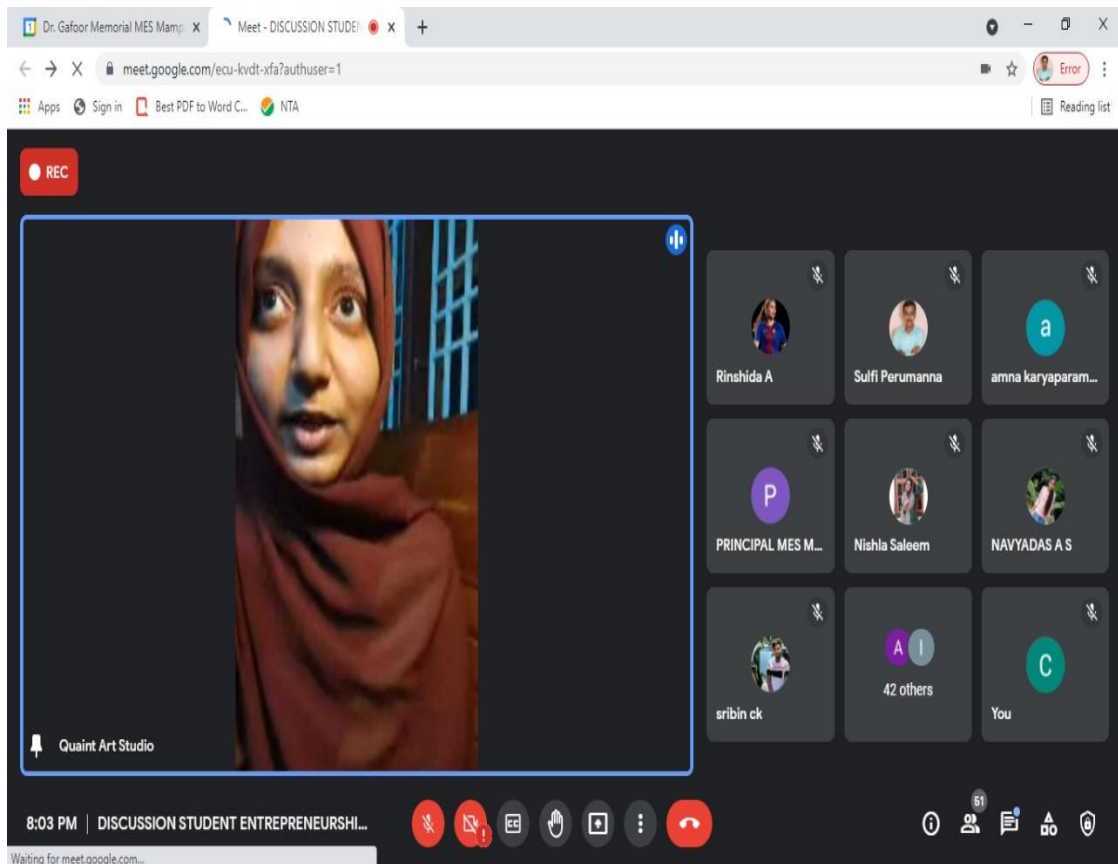 1 Dr. Gafoor Memorial MES Mamp X Meet - DISCUSSION STUDEN X +
meet.google.com/ecu-kvdt-xfa?authuser=1 Error
Apps Sign in Best PDF to Word C... NTA Reading list
REC
Rinshida A Sulfi Perumanna a amna karyaparam...
P PRINCIPAL MES M... Nishla Saleem NAVYADAS A S
sribin ck A I 42 others C You
Quaint Art Studio
8:03 PM | DISCUSSION STUDENT ENTREPRENEURSHI... ! CC 51
Waiting for meet.google.com...